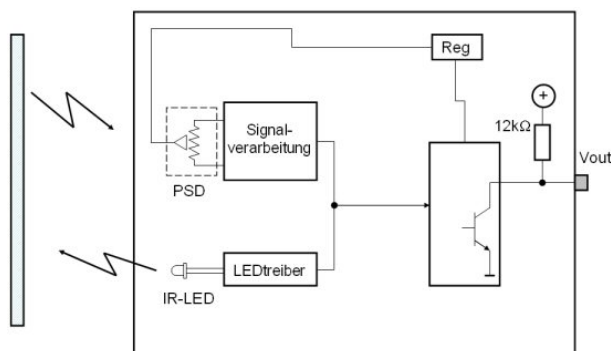 Reg
12kΩ
Signal-
verarbeitung
Vout
PSD
LEDtreiber
IR-LED